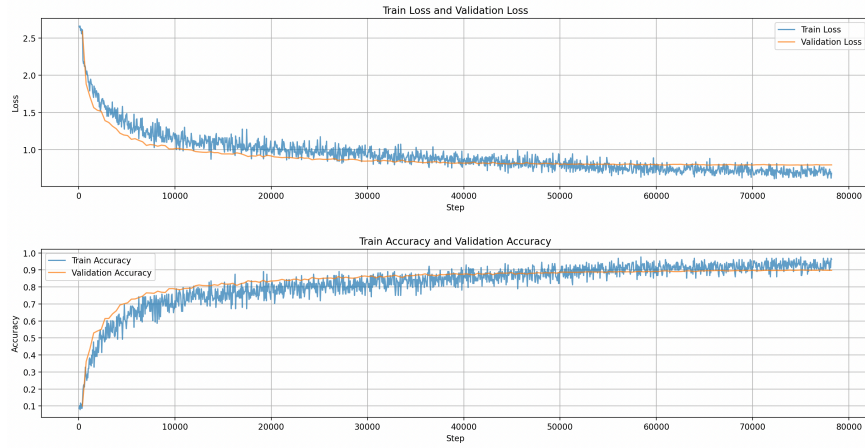 Train Loss and Validation Loss
Train Loss
Validation Loss
Loss
2.5
2.0
1.5
1.0
0 10000 20000 30000 40000 50000 60000 70000 80000
Step
Train Accuracy and Validation Accuracy
Train Accuracy
Validation Accuracy
Accuracy
1.0
0.9
0.8
0.7
0.6
0.5
0.4
0.3
0.2
0.1
0 10000 20000 30000 40000 50000 60000 70000 80000
Step